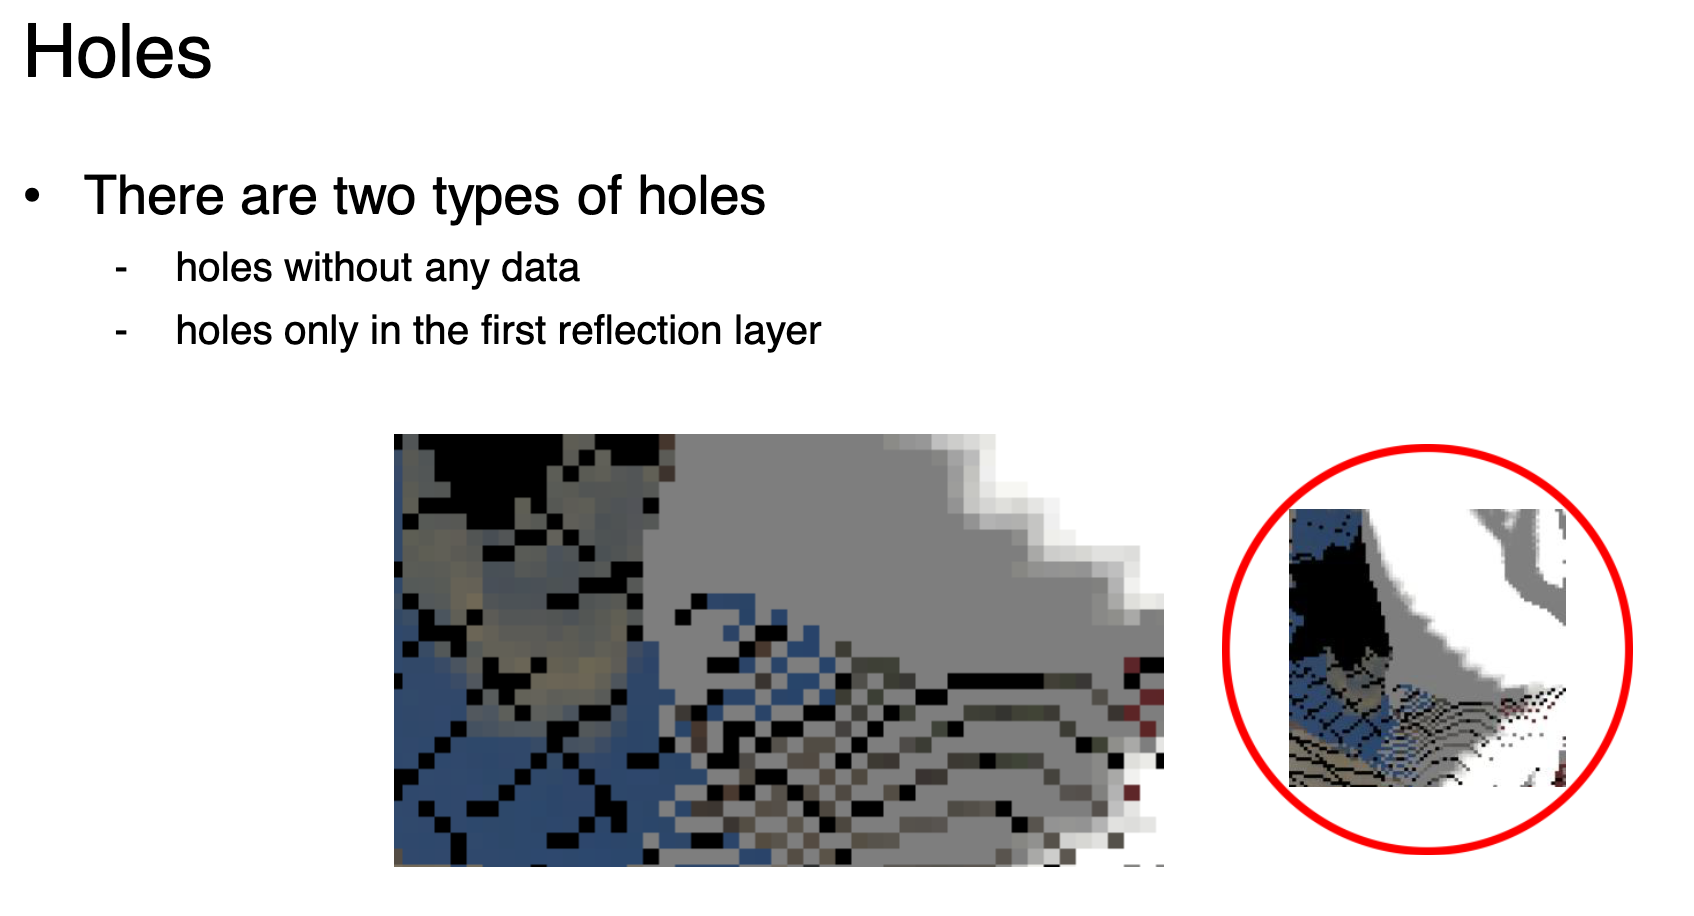 Holes
• There are two types of holes
- holes without any data
- holes only in the first reflection layer